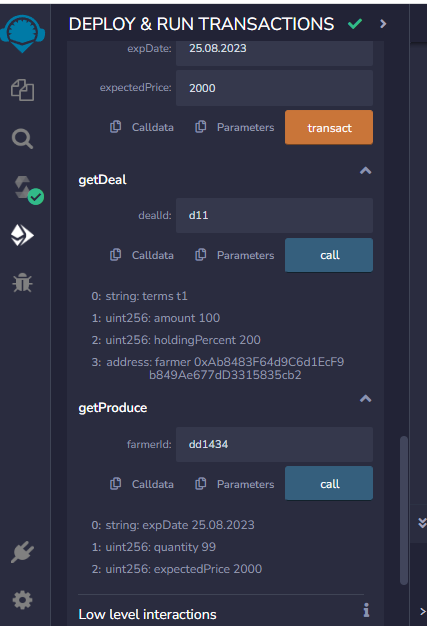 DEPLOY & RUN TRANSACTIONS
expDate: 25.08.2023
expectedPrice: 2000
Calldata Parameters transact
getDeal
dealId: d11
Calldata Parameters call
0: string: terms t1
1: uint256: amount 100
2: uint256: holdingPercent 200
3: address: farmer 0xAb8483F64d9C6d1EcF9
b849Ae677dD3315835cb2
getProduce
farmerId: dd1434
Calldata Parameters call
0: string: expDate 25.08.2023
1: uint256: quantity 99
2: uint256: expectedPrice 2000
Low level interactions